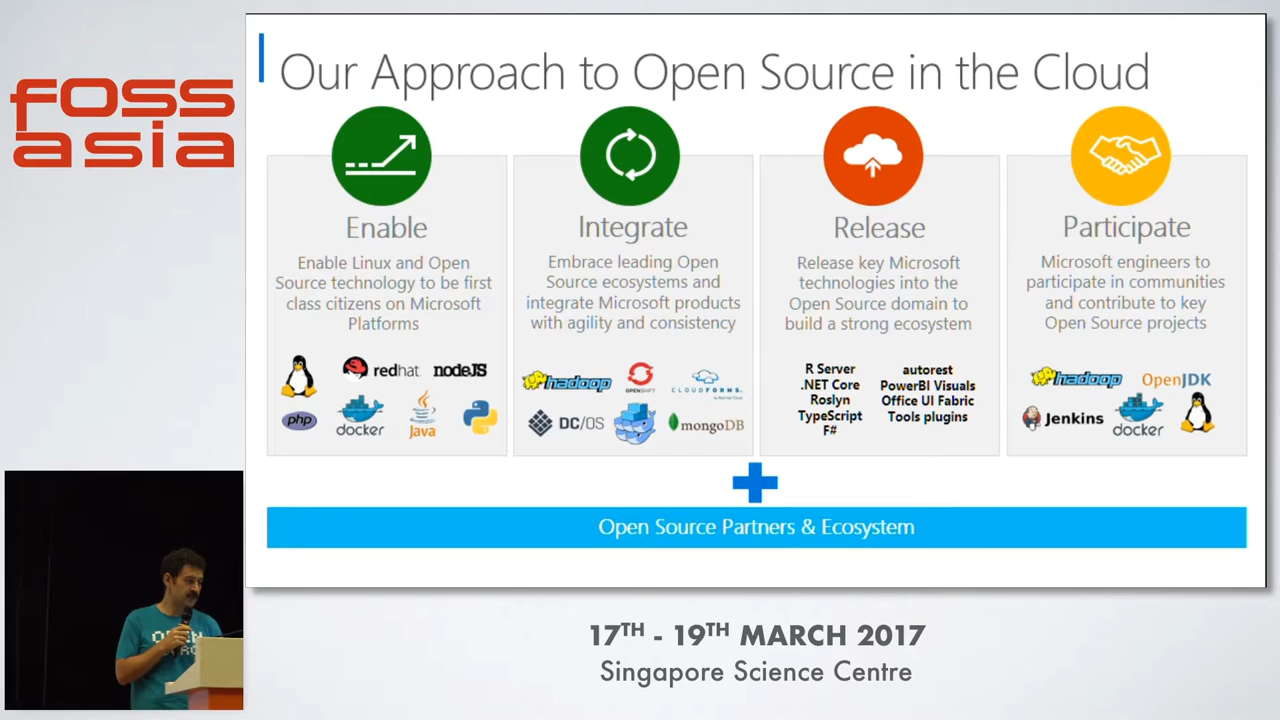 foss
asia
Our Approach to Open Source in the Cloud
Enable
Enable Linux and Open
Source technology to be first
class citizens on Microsoft
Platforms
redhat.
nodeJS
php
docker
Java
Integrate
Embrace leading Open
Source ecosystems and
integrate Microsoft products
with agility and consistency
hadoop
OPENSHIFT
CLOUDFORMS
DC/OS
mongoDB
Release
Release key Microsoft
technologies into the
Open Source domain to
build a strong ecosystem
R Server
.NET Core
Roslyn
TypeScript
F#
autorest
PowerBI Visuals
Office UI Fabric
Tools plugins
Participate
Microsoft engineers to
participate in communities
and contribute to key
Open Source projects
hadoop
OpenJDK
Jenkins
docker
Open Source Partners & Ecosystem
OPEN
17TH - 19TH MARCH 2017
Singapore Science Centre